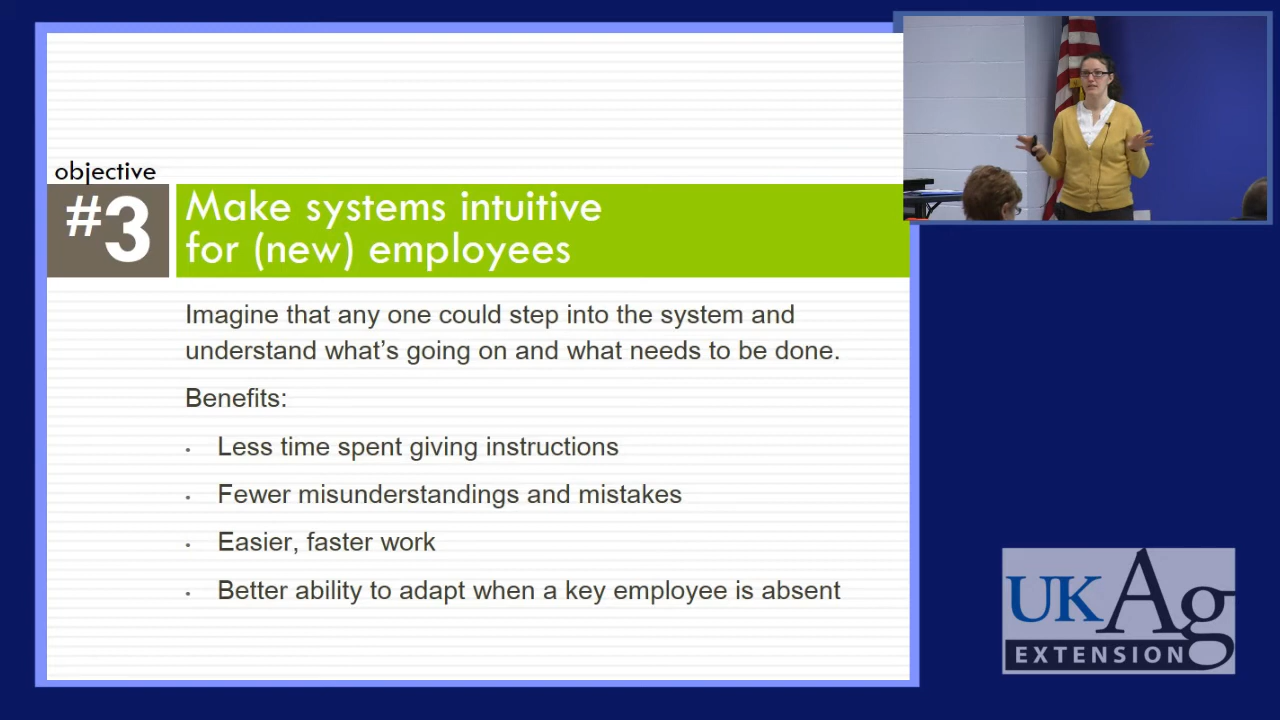 objective
#3
Make systems intuitive
for (new) employees
Imagine that any one could step into the system and
understand what's going on and what needs to be done.
Benefits:
• Less time spent giving instructions
• Fewer misunderstandings and mistakes
• Easier, faster work
• Better ability to adapt when a key employee is absent
UKAg
EXTENSION